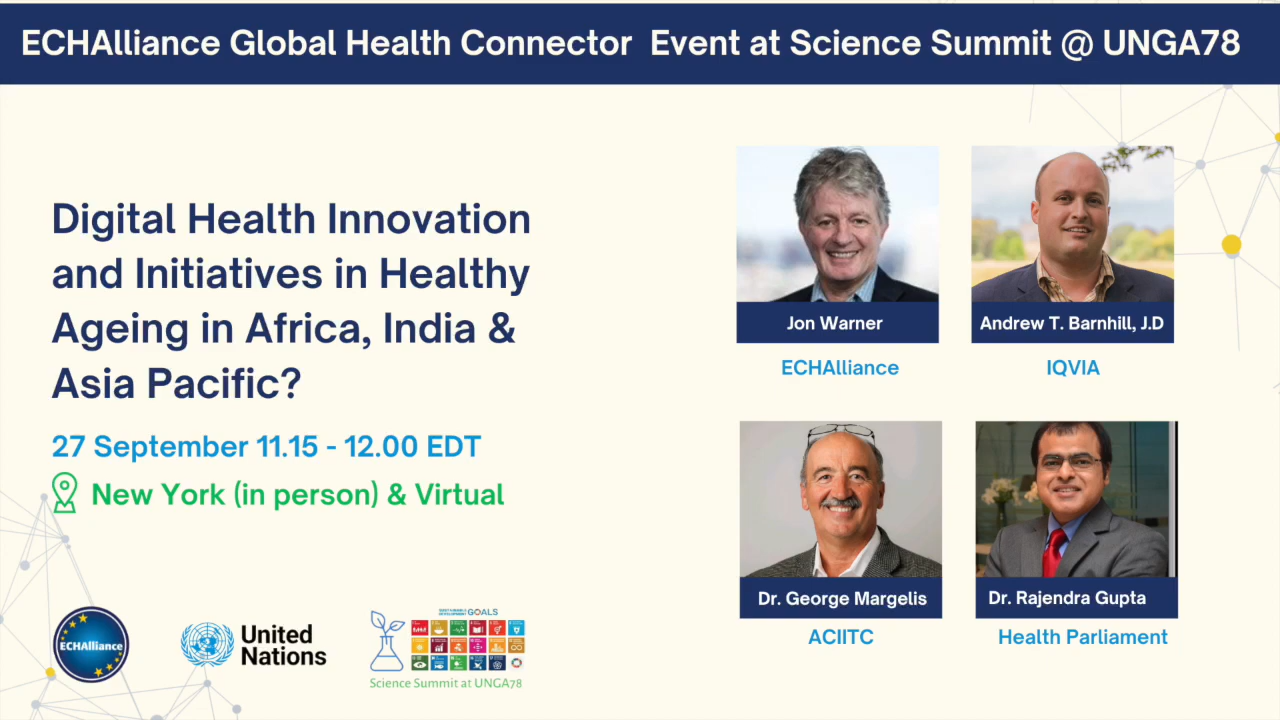 ECHAlliance Global Health Connector Event at Science Summit @ UNGA78
Digital Health Innovation
and Initiatives in Healthy
Ageing in Africa, India &
Asia Pacific?
27 September 11.15 - 12.00 EDT
New York (in person) & Virtual
Jon Warner
ECHAlliance
Andrew T. Barnhill, J.D
IQVIA
Dr. George Margelis
ACIITC
Dr. Rajendra Gupta
Health Parliament
ECHAlliance
United
Nations
SUSTAINABLE
DEVELOPMENT
GOALS
Science Summit at UNGA78